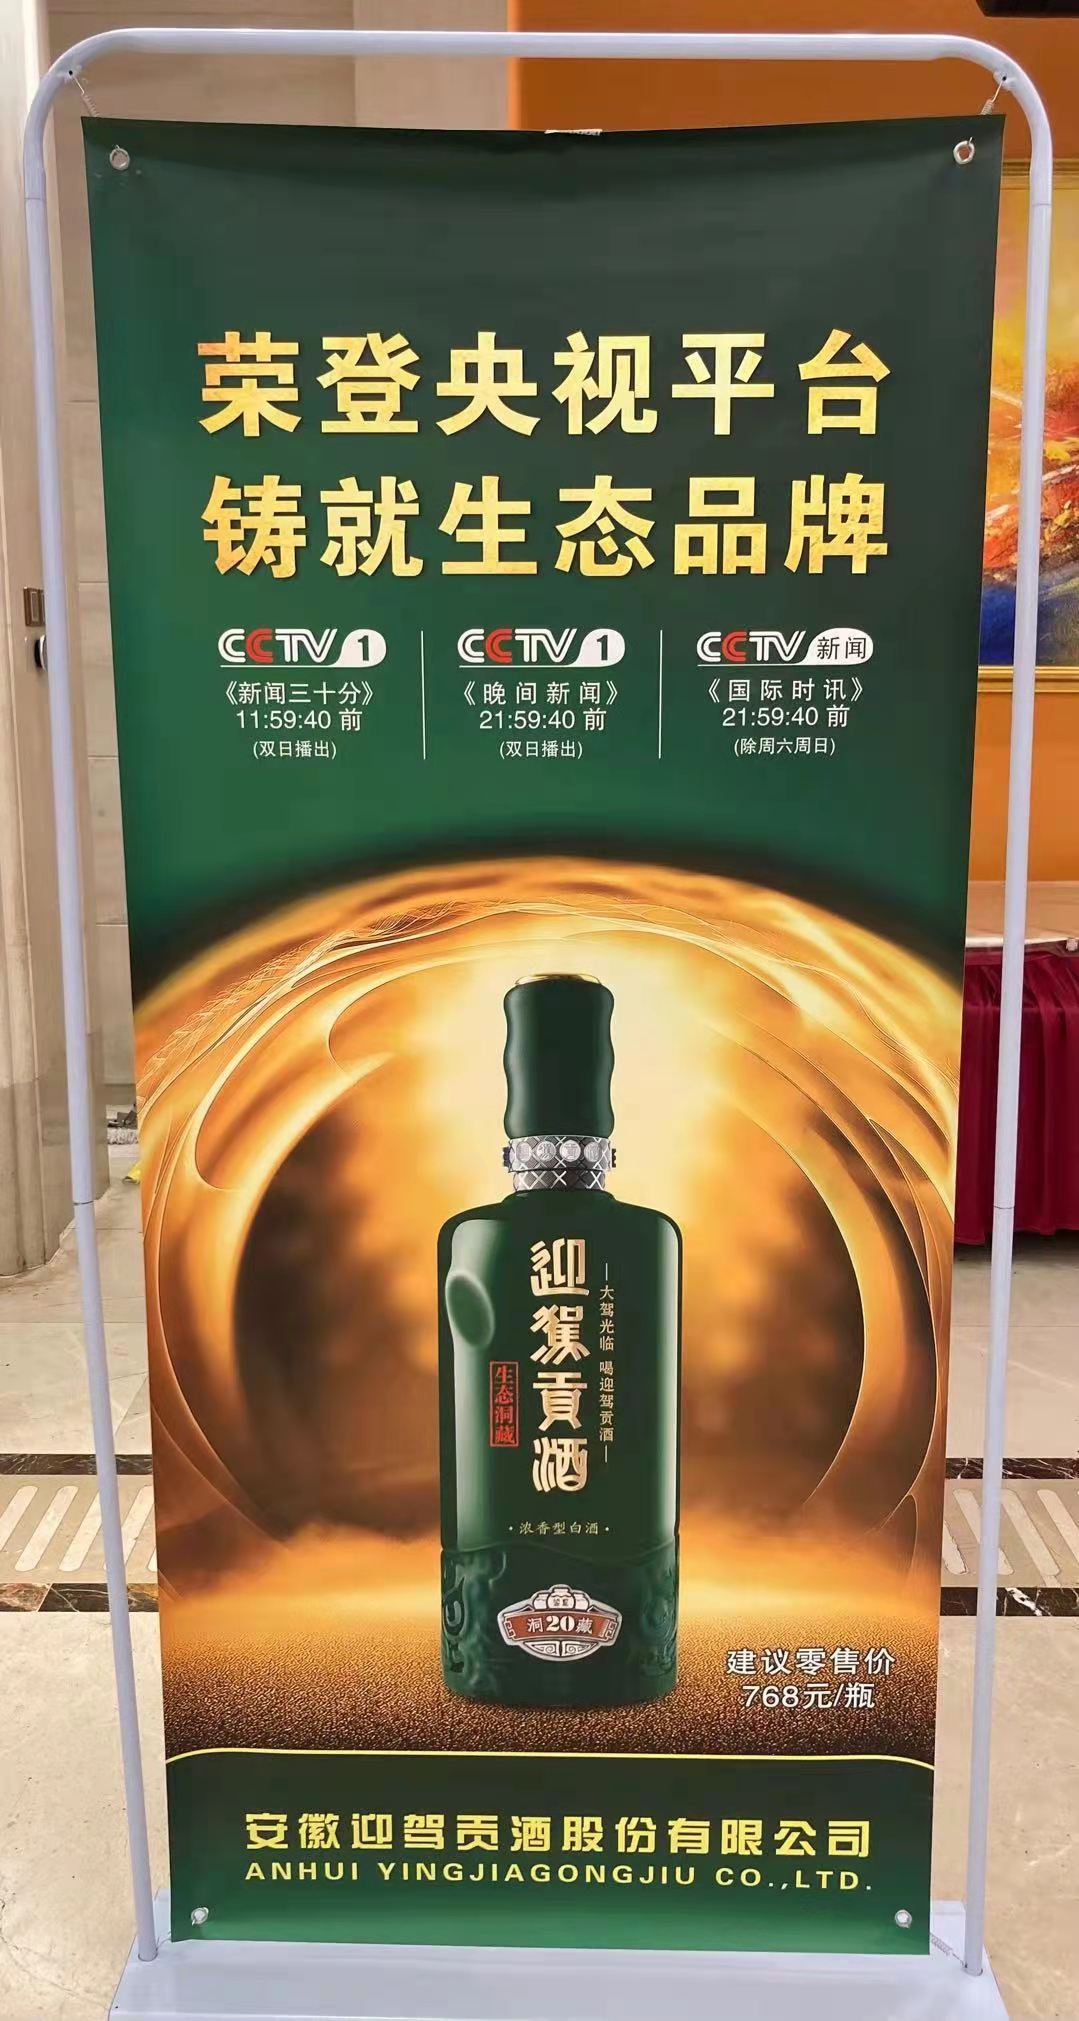 荣登央视平台
铸就生态品牌
CCTV 1
《新闻三十分》
11:59:40 前
(双日播出)
CCTV 1
《晚间新闻》
21:59:40 前
(双日播出)
CCTV 新闻
《国际时讯》
21:59:40 前
(除周六周日)
迎駕貢酒
—大驾光临 喝迎驾贡酒—
生态洞藏
·浓香型白酒·
洞20藏
建议零售价
768元/瓶
安徽迎驾贡酒股份有限公司
ANHUI YINGJIAGONGJIU CO.,LTD.